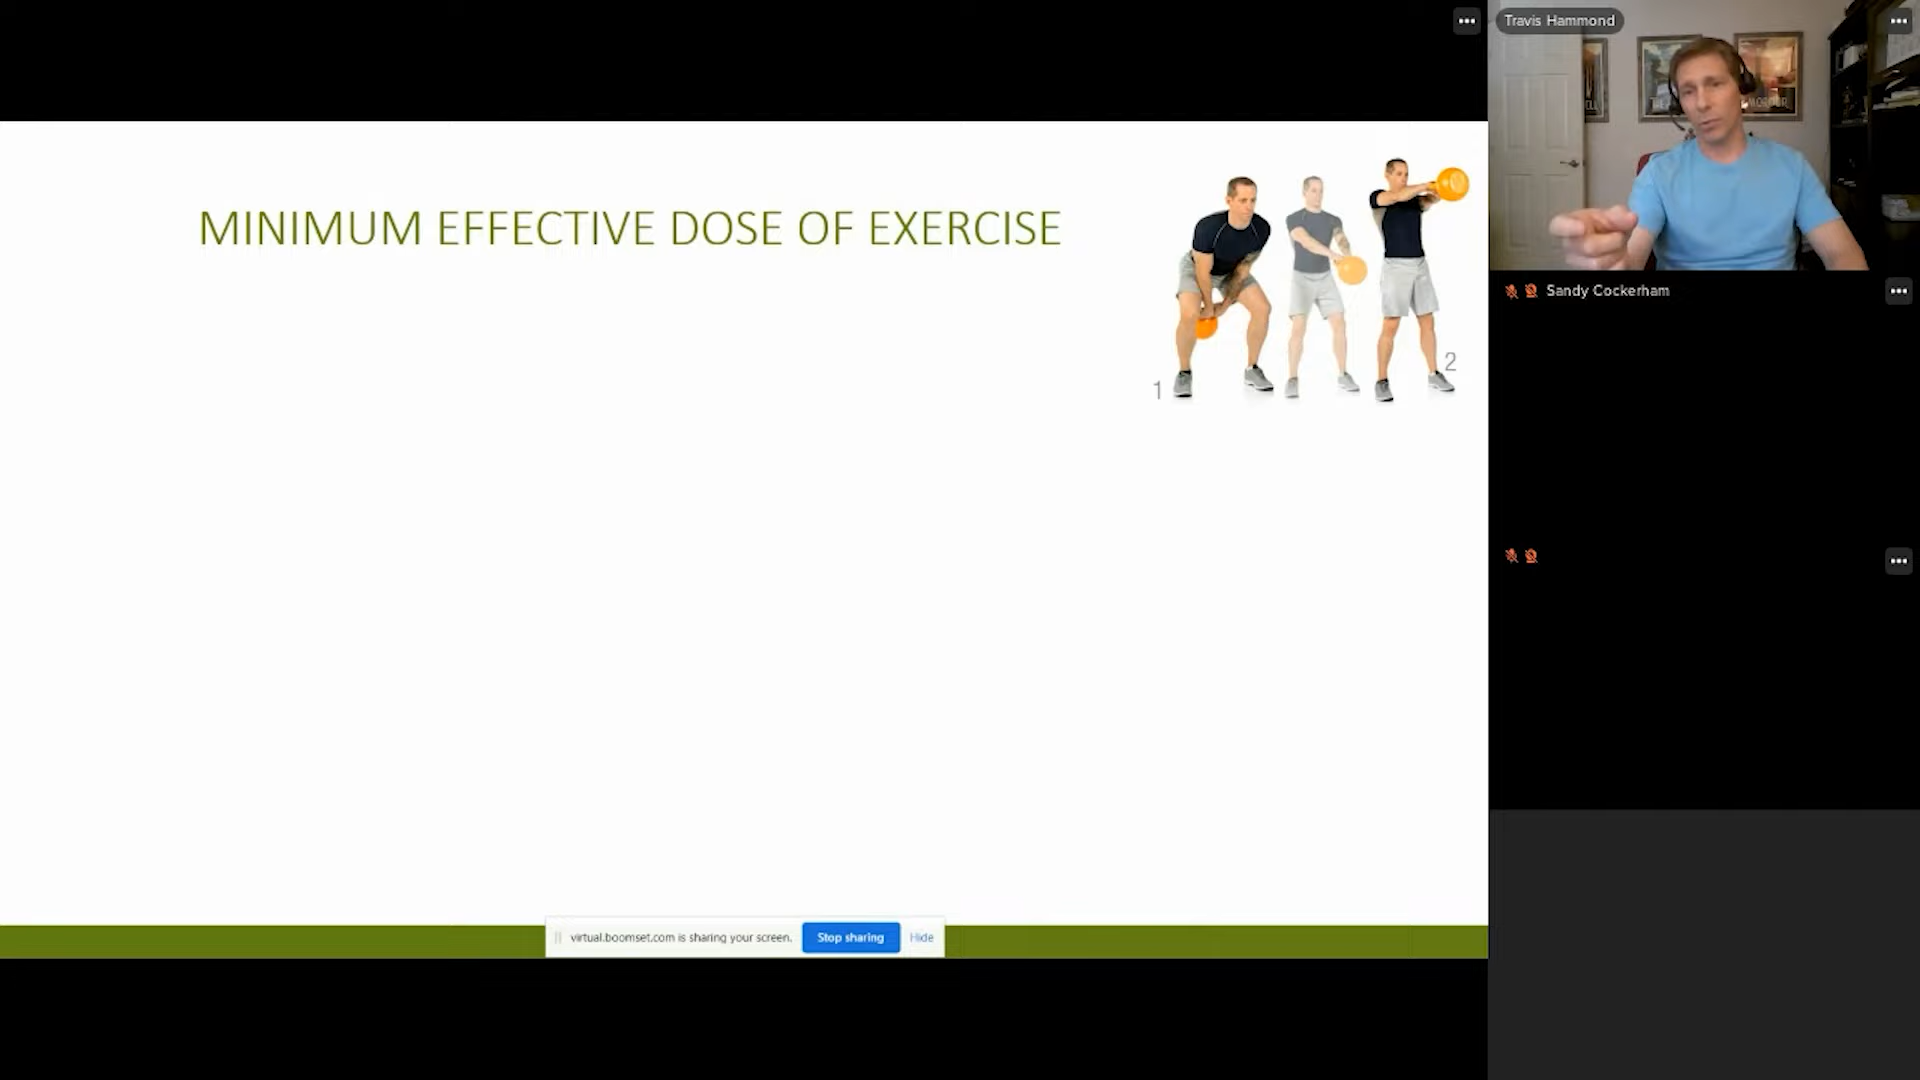 Travis Hammond
MINIMUM EFFECTIVE DOSE OF EXERCISE
1
2
Sandy Cockerham
virtual.boomset.com is sharing your screen.
Stop sharing
Hide